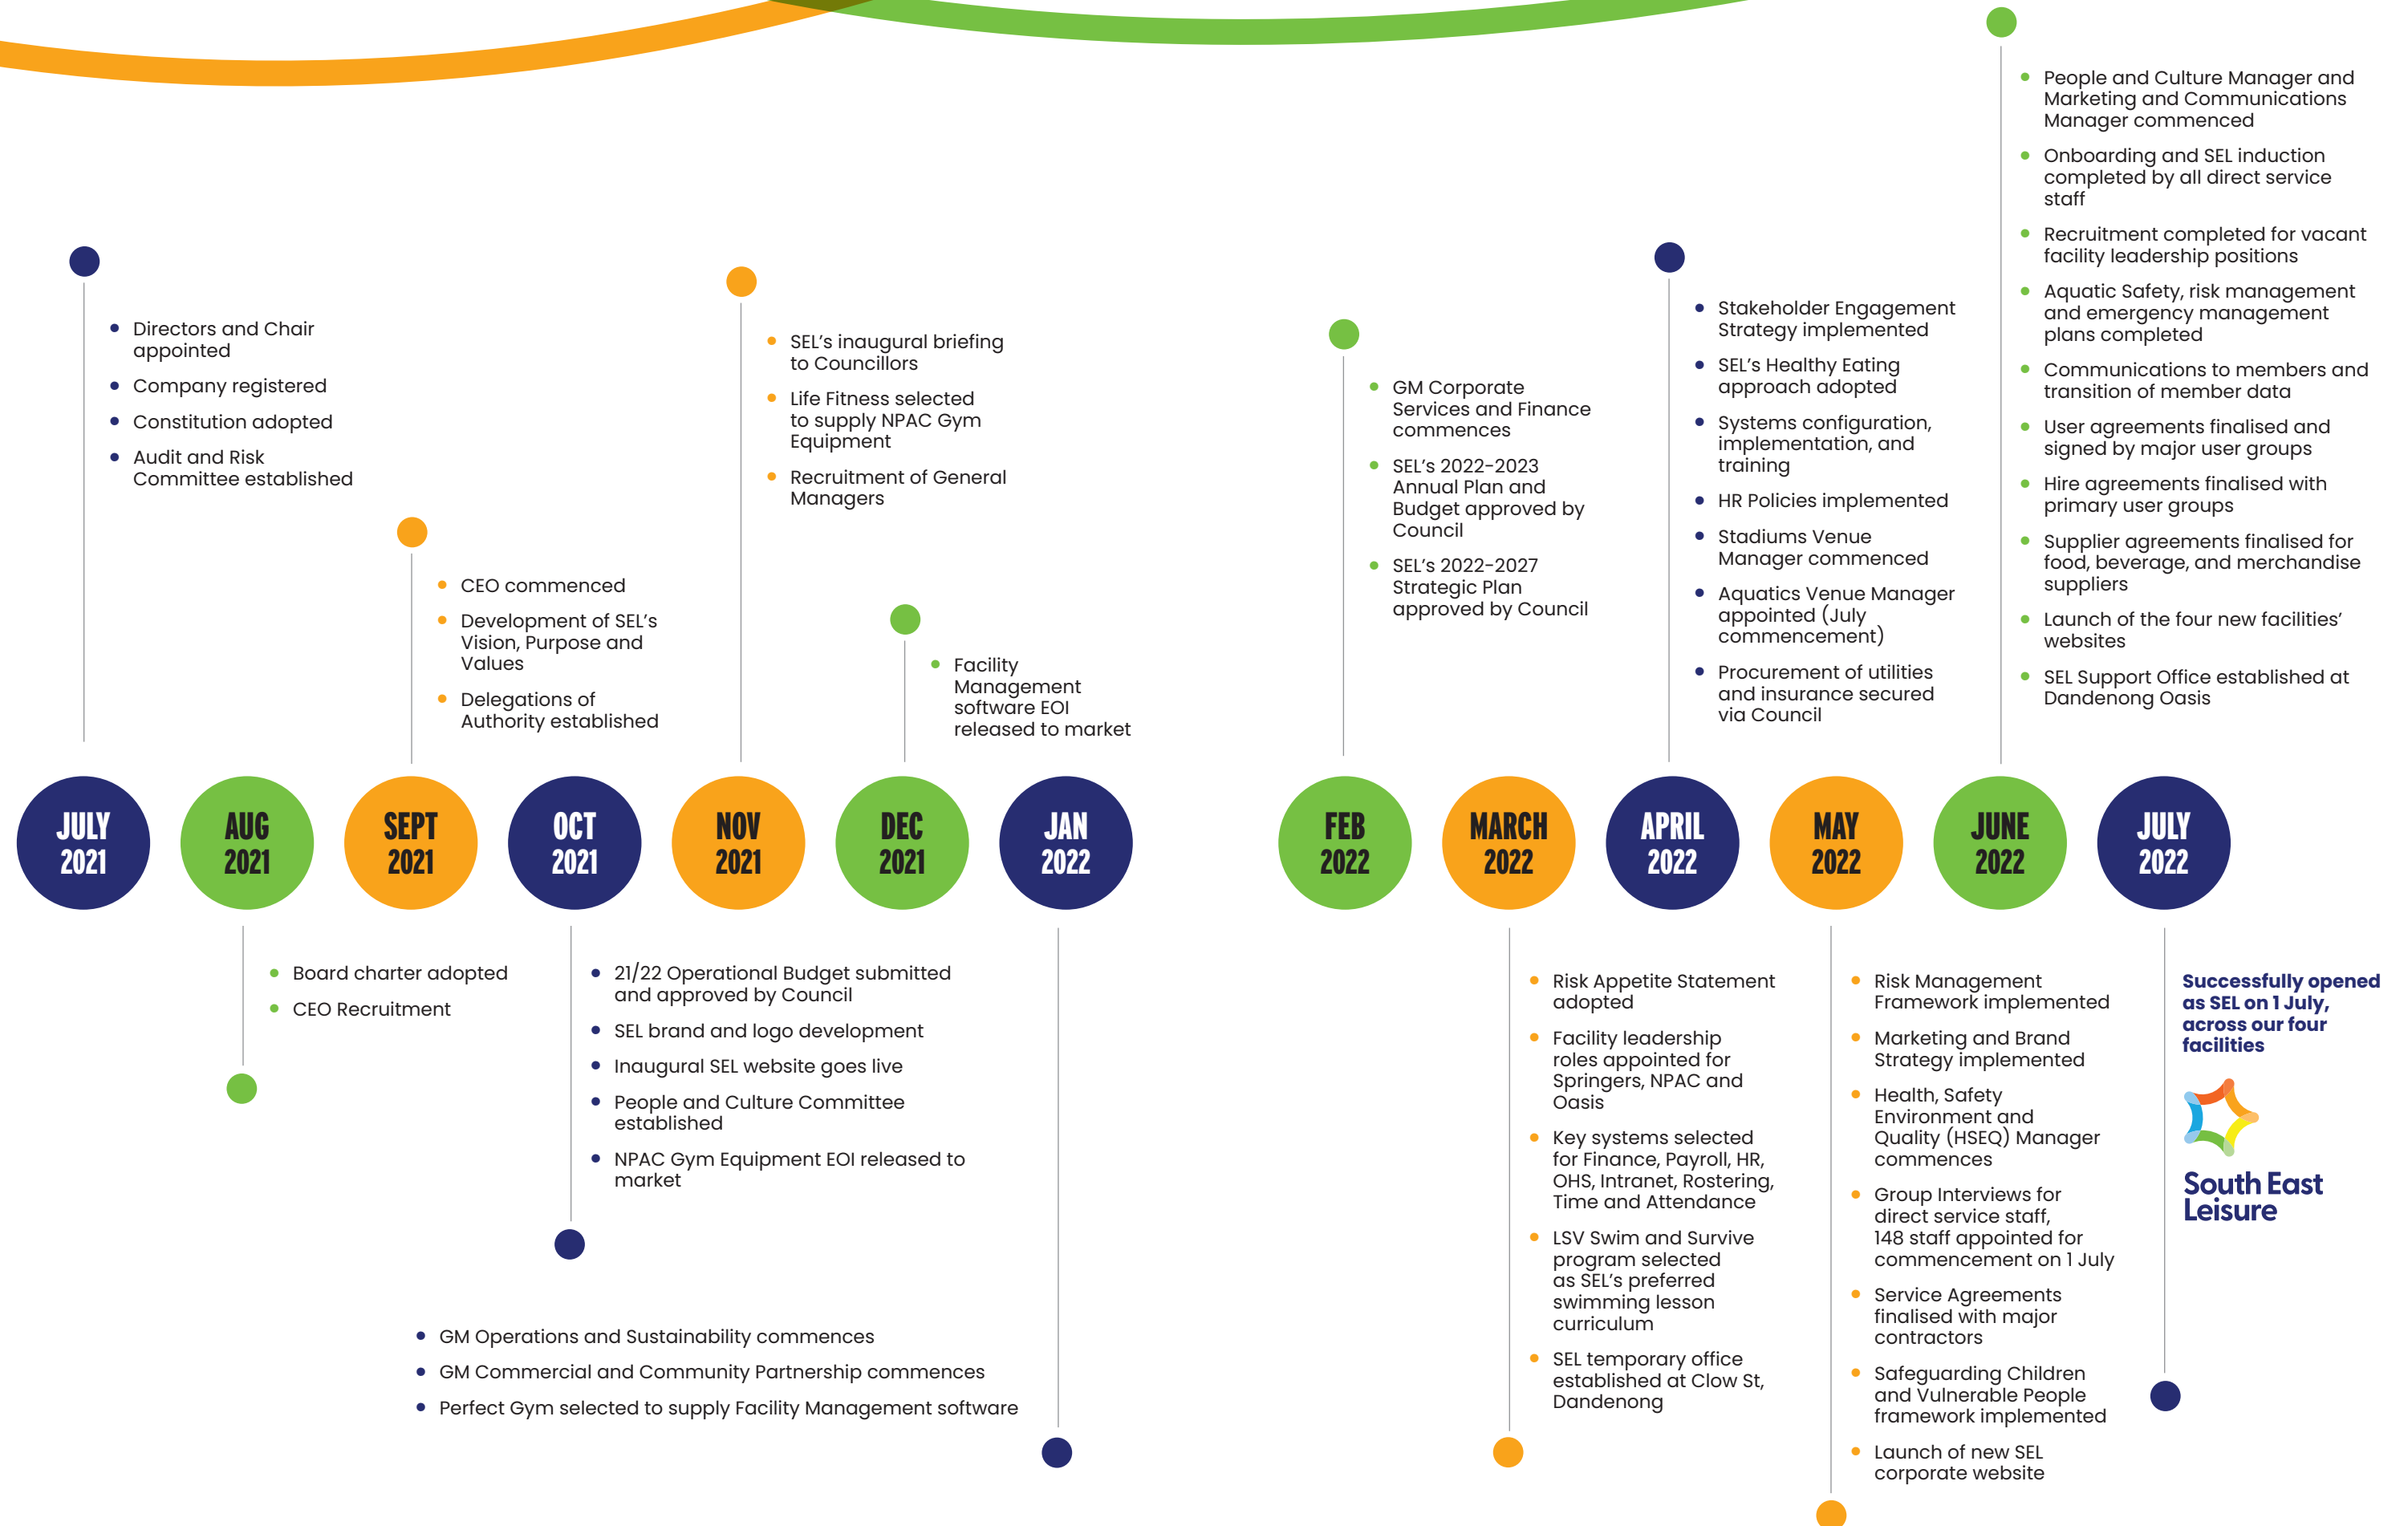 Directors and Chair
appointed
Company registered
Constitution adopted
Audit and Risk
Committee established
CEO commenced
Development of SEL’s
Vision, Purpose and
Values
Delegations of
Authority established
SEL’s inaugural briefing
to Councillors
Life Fitness selected
to supply NPAC Gym
Equipment
Recruitment of General
Managers
Facility
Management
software EOI
released to market
GM Corporate
Services and Finance
commences
SEL’s 2022-2023
Annual Plan and
Budget approved by
Council
SEL’s 2022-2027
Strategic Plan
approved by Council
Stakeholder Engagement
Strategy implemented
SEL’s Healthy Eating
approach adopted
Systems configuration,
implementation, and
training
HR Policies implemented
Stadiums Venue
Manager commenced
Aquatics Venue Manager
appointed (July
commencement)
Procurement of utilities
and insurance secured
via Council
People and Culture Manager and
Marketing and Communications
Manager commenced
Onboarding and SEL induction
completed by all direct service
staff
Recruitment completed for vacant
facility leadership positions
Aquatic Safety, risk management
and emergency management
plans completed
Communications to members and
transition of member data
User agreements finalised and
signed by major user groups
Hire agreements finalised with
primary user groups
Supplier agreements finalised for
food, beverage, and merchandise
suppliers
Launch of the four new facilities’
websites
SEL Support Office established at
Dandenong Oasis
JULY
2021
AUG
2021
SEPT
2021
OCT
2021
NOV
2021
DEC
2021
JAN
2022
FEB
2022
MARCH
2022
APRIL
2022
MAY
2022
JUNE
2022
JULY
2022
Board charter adopted
CEO Recruitment
21/22 Operational Budget submitted
and approved by Council
SEL brand and logo development
Inaugural SEL website goes live
People and Culture Committee
established
NPAC Gym Equipment EOI released to
market
GM Operations and Sustainability commences
GM Commercial and Community Partnership commences
Perfect Gym selected to supply Facility Management software
Risk Appetite Statement
adopted
Facility leadership
roles appointed for
Springers, NPAC and
Oasis
Key systems selected
for Finance, Payroll, HR,
OHS, Intranet, Rostering,
Time and Attendance
LSV Swim and Survive
program selected
as SEL’s preferred
swimming lesson
curriculum
SEL temporary office
established at Clow St,
Dandenong
Risk Management
Framework implemented
Marketing and Brand
Strategy implemented
Health, Safety
Environment and
Quality (HSEQ) Manager
commences
Group Interviews for
direct service staff,
148 staff appointed for
commencement on 1 July
Service Agreements
finalised with major
contractors
Safeguarding Children
and Vulnerable People
framework implemented
Launch of new SEL
corporate website
Successfully opened
as SEL on 1 July,
across our four
facilities
South East
Leisure